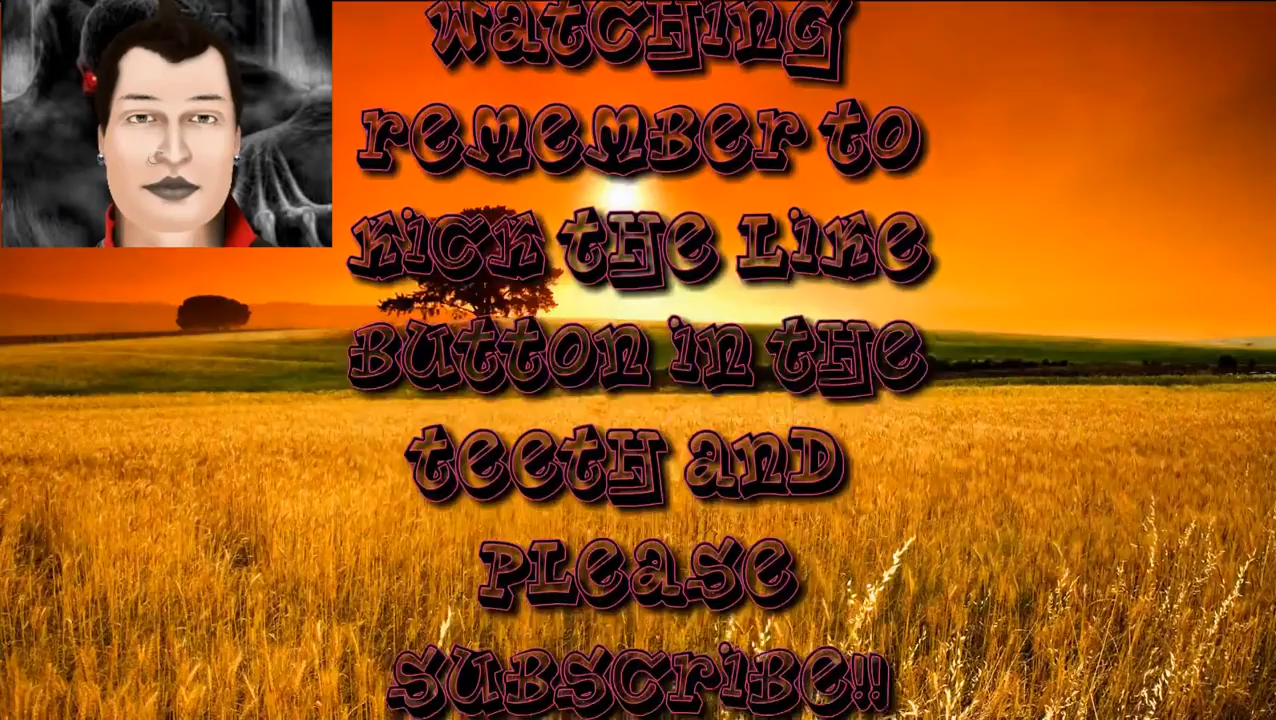 watching
remember to
kick the like
button in the
teeth and
please
subscribe!!